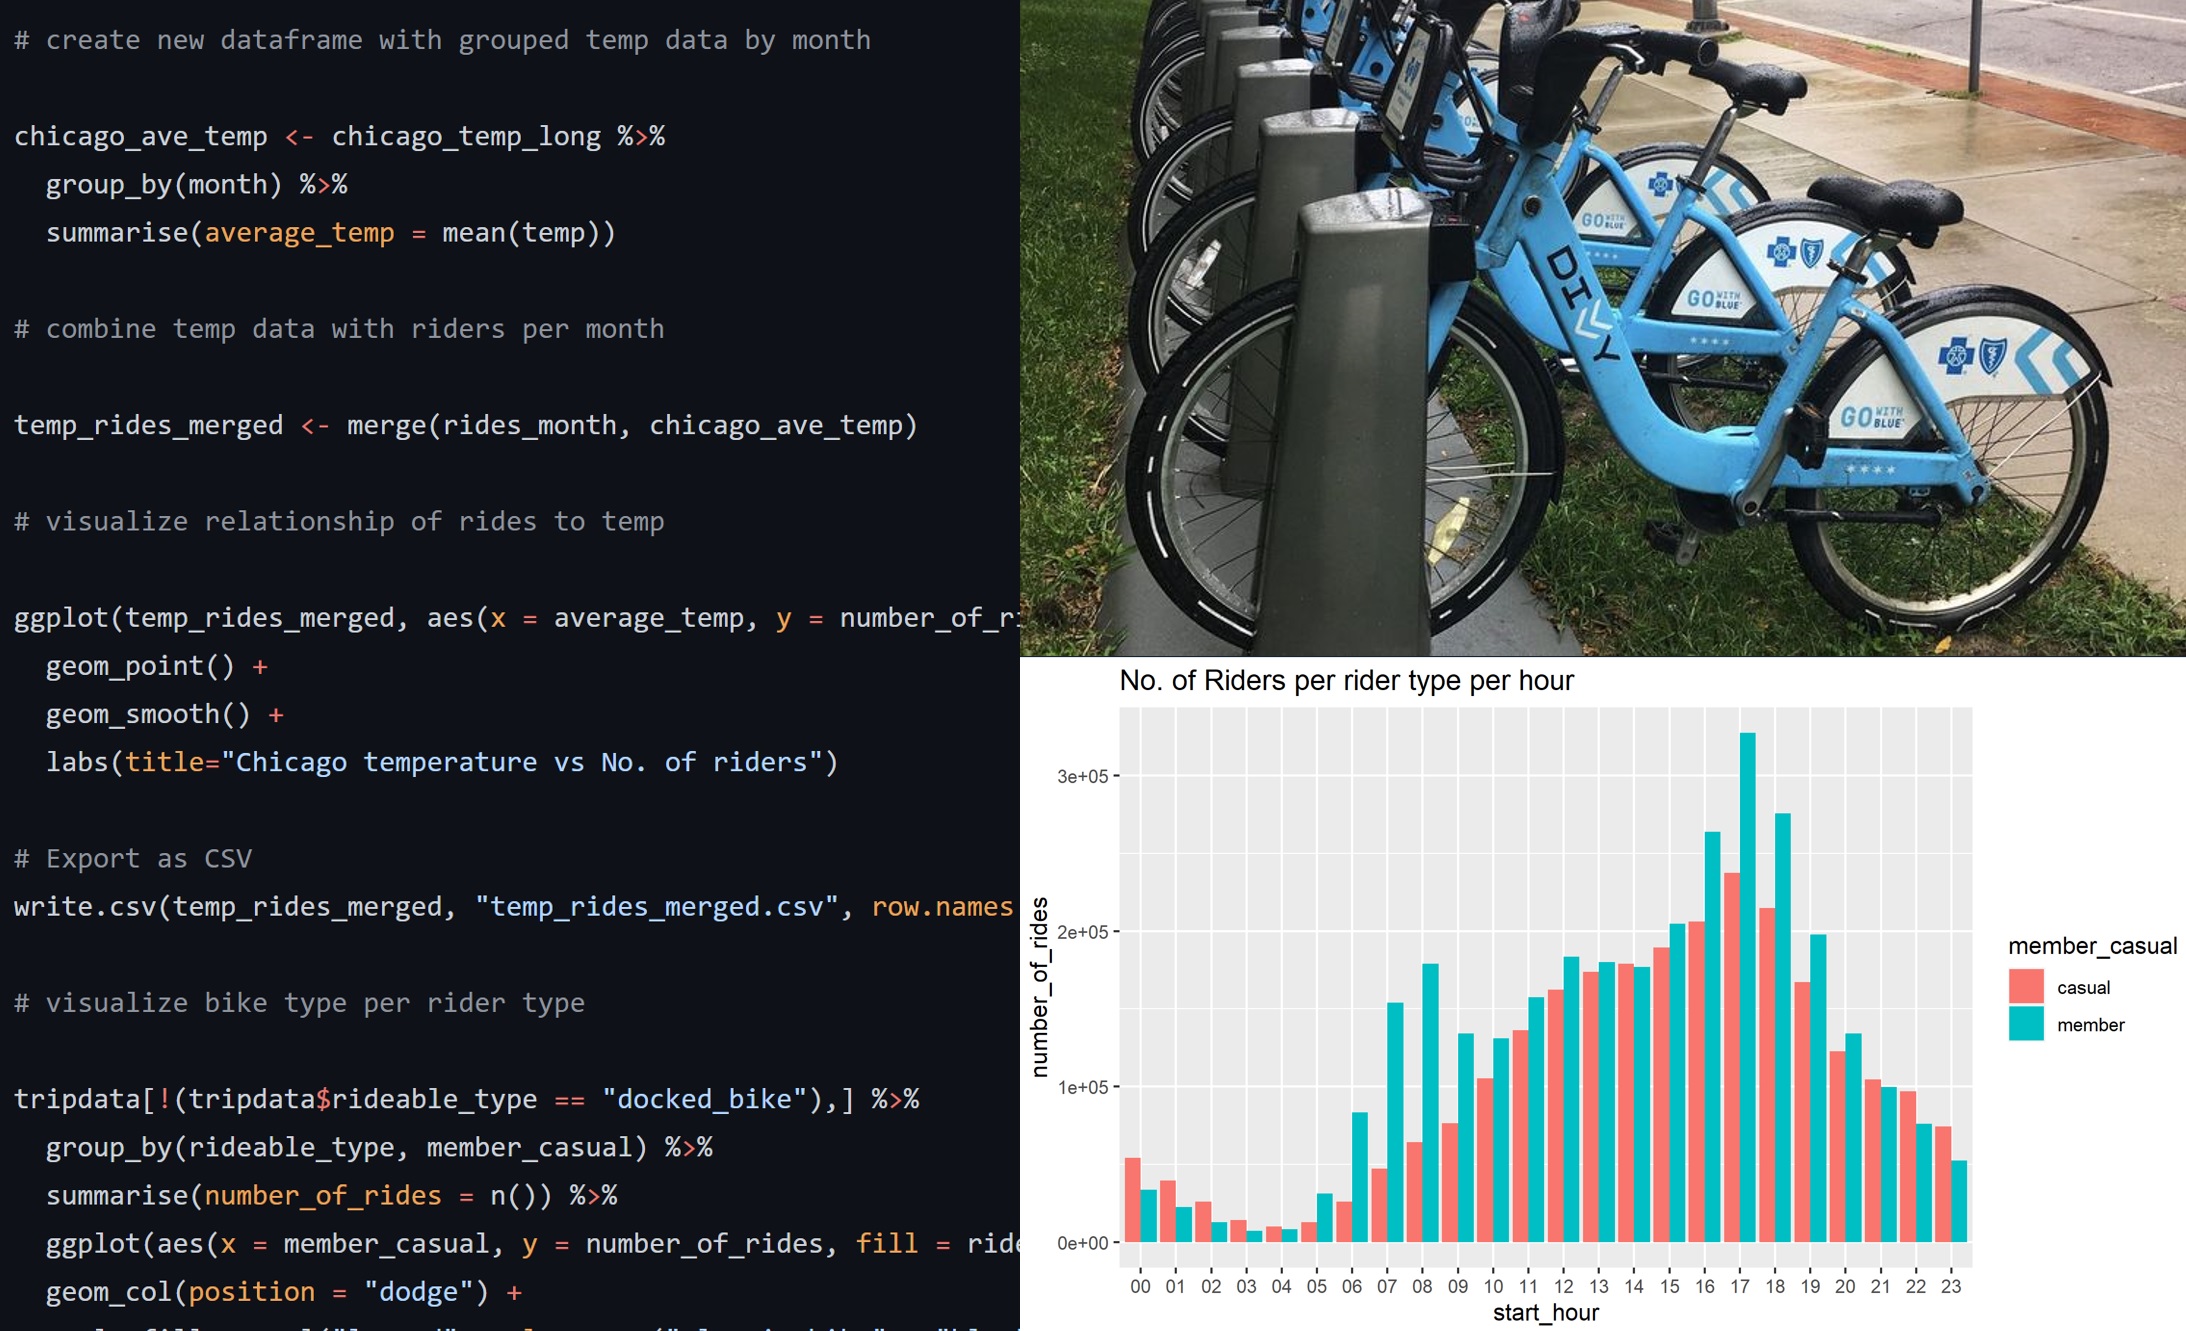 # create new dataframe with grouped temp data by month
chicago_ave_temp <- chicago_temp_long %>%
  group_by(month) %>%
  summarise(average_temp = mean(temp))
# combine temp data with riders per month
temp_rides_merged <- merge(rides_month, chicago_ave_temp)
# visualize relationship of rides to temp
ggplot(temp_rides_merged, aes(x = average_temp, y = number_of_ri
  geom_point() +
  geom_smooth() +
  labs(title="Chicago temperature vs No. of riders")
# Export as CSV
write.csv(temp_rides_merged, "temp_rides_merged.csv", row.names
# visualize bike type per rider type
tripdata[!(tripdata$rideable_type == "docked_bike"),] %>%
  group_by(rideable_type, member_casual) %>%
  summarise(number_of_rides = n()) %>%
  ggplot(aes(x = member_casual, y = number_of_rides, fill = ride
  geom_col(position = "dodge") +
DIVVY
GO WITH BLUE
GO WITH BLUE
GO WITH BLUE
No. of Riders per rider type per hour
number_of_rides
3e+05
2e+05
1e+05
0e+00
00 01 02 03 04 05 06 07 08 09 10 11 12 13 14 15 16 17 18 19 20 21 22 23
start_hour
member_casual
casual
member